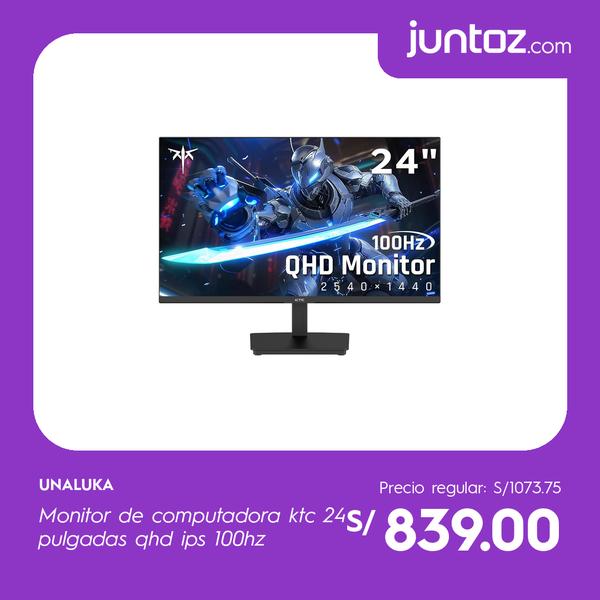 juntoz.com
24"
100Hz
QHD Monitor
2540×1440
KTC
UNALUKA
Precio regular: S/1073.75
Monitor de computadora ktc 24
pulgadas qhd ips 100hz
S/ 839.00